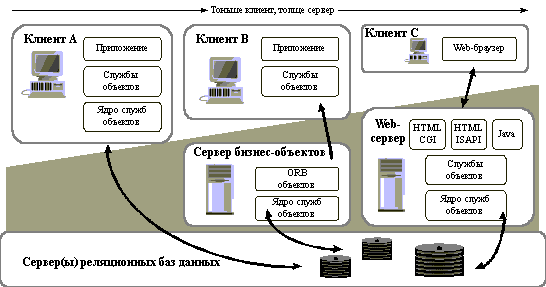 Тоньше клиент, толще сервер
Клиент A
Приложение
Службы
объектов
Ядро служб
объектов
Клиент B
Приложение
Службы
объектов
Клиент C
Web-браузер
Сервер бизнес-объектов
ORB
объектов
Ядро служб
объектов
Web-
сервер
HTML
CGI
HTML
ISAPI
Java
Службы
объектов
Ядро служб
объектов
Сервер(ы) реляционных баз данных